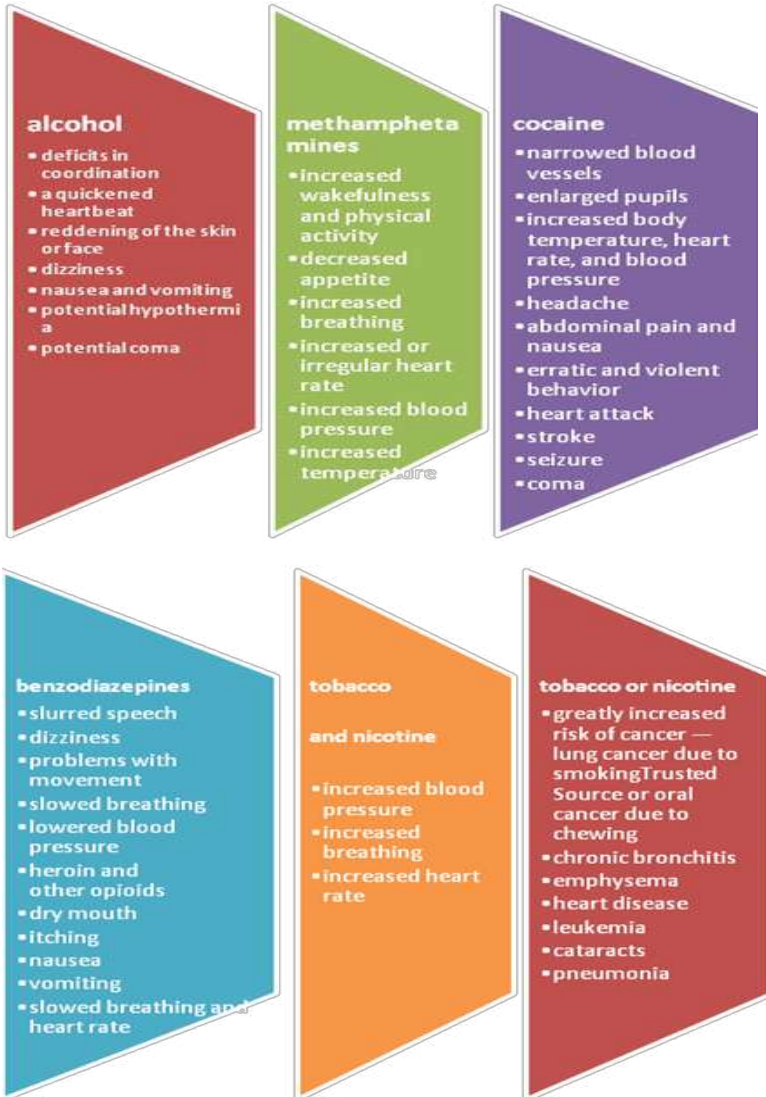 alcohol
• deficits in
coordination
• a quickened
heartbeat
• reddening of the skin
or face
• dizziness
• nausea and vomiting
• potential hypothermi
a
• potential coma
methampheta
mines
• increased
wakefulness
and physical
activity
• decreased
appetite
• increased
breathing
• increased or
irregular heart
rate
• increased blood
pressure
• increased
temperature
cocaine
• narrowed blood
vessels
• enlarged pupils
• increased body
temperature, heart
rate, and blood
pressure
• headache
• abdominal pain and
nausea
• erratic and violent
behavior
• heart attack
• stroke
• seizure
• coma
benzodiazepines
• slurred speech
• dizziness
• problems with
movement
• slowed breathing
• lowered blood
pressure
• heroin and
other opioids
• dry mouth
• itching
• nausea
• vomiting
• slowed breathing and
heart rate
tobacco
and nicotine
• increased blood
pressure
• increased
breathing
• increased heart
rate
tobacco or nicotine
• greatly increased
risk of cancer —
lung cancer due to
smokingTrusted
Source or oral
cancer due to
chewing
• chronic bronchitis
• emphysema
• heart disease
• leukemia
• cataracts
• pneumonia